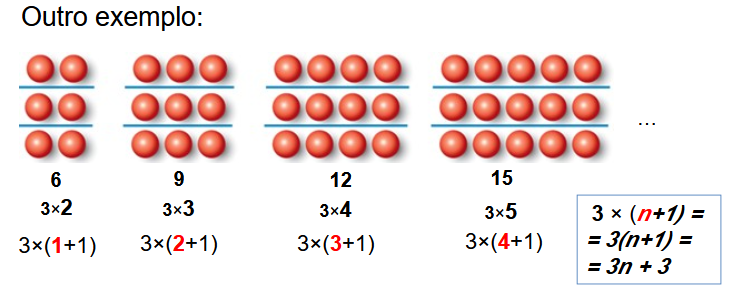 Outro exemplo:
6 9 12 15 ...
3×2 3×3 3×4 3×5
3×(1+1) 3×(2+1) 3×(3+1) 3×(4+1)
3 × (n+1) =
= 3(n+1) =
= 3n + 3